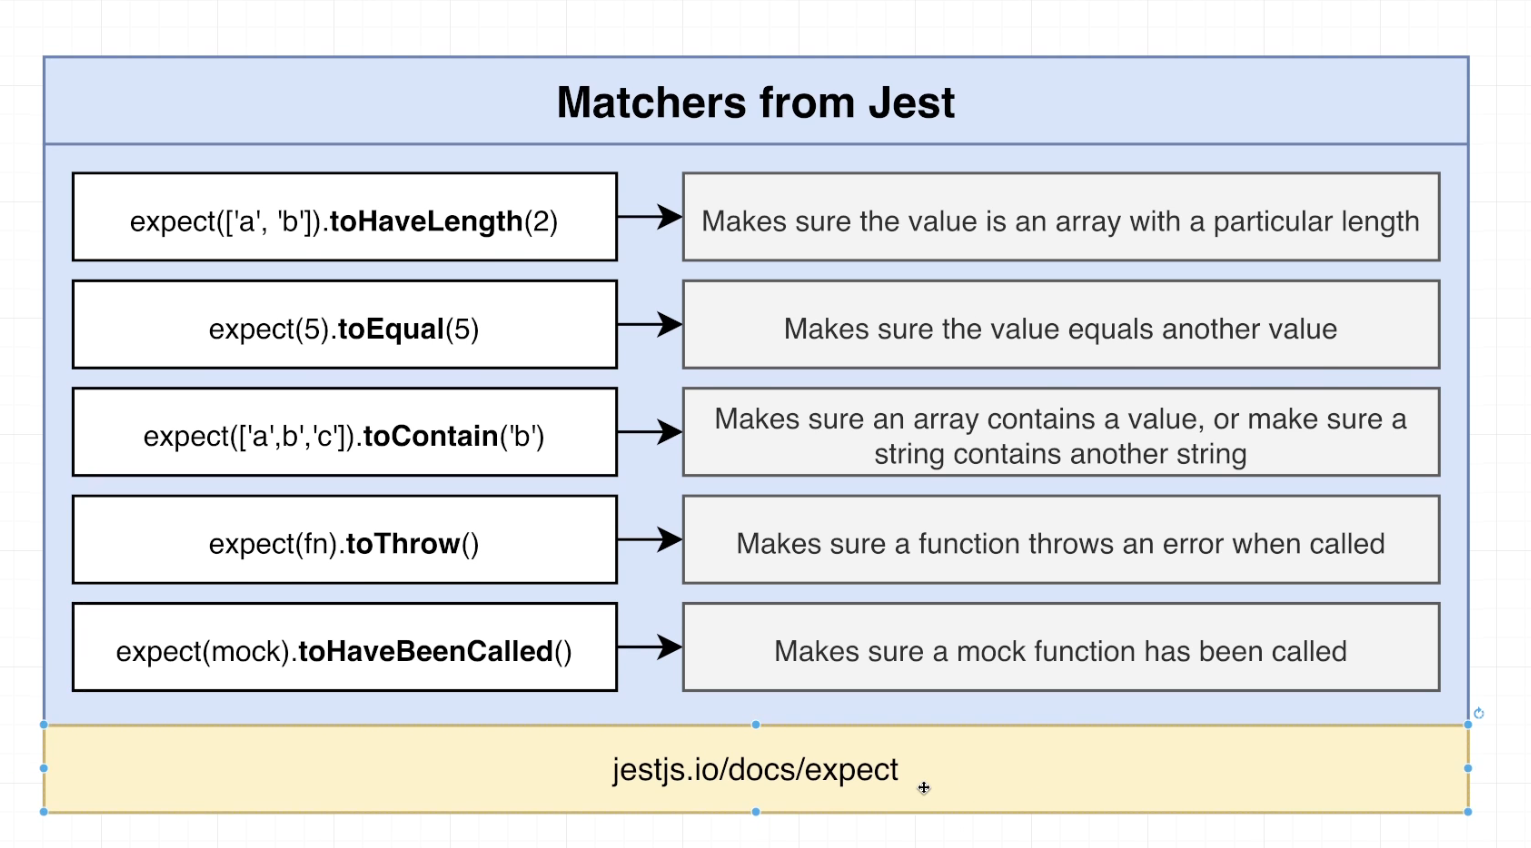 Matchers from Jest
expect(['a', 'b']).toHaveLength(2)
Makes sure the value is an array with a particular length
expect(5).toEqual(5)
Makes sure the value equals another value
expect(['a',b','c']).toContain('b')
Makes sure an array contains a value, or make sure a
string contains another string
expect(fn).toThrow()
Makes sure a function throws an error when called
expect(mock).toHaveBeenCalled()
Makes sure a mock function has been called
jestjs.io/docs/expect